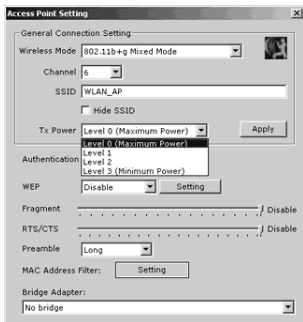 Access Point Setting
General Connection Setting
Wireless Mode 802.11b+g Mixed Mode
Channel 6
SSID WLAN_AP
Hide SSID
Tx Power Level 0 (Maximum Power) Apply
Level 0 (Maximum Power)
Level 1
Level 2
Level 3 (Minimum Power)
Authentication
WEP Disable Setting
Fragment Disable
RTS/CTS Disable
Preamble Long
MAC Address Filter: Setting
Bridge Adapter:
No bridge